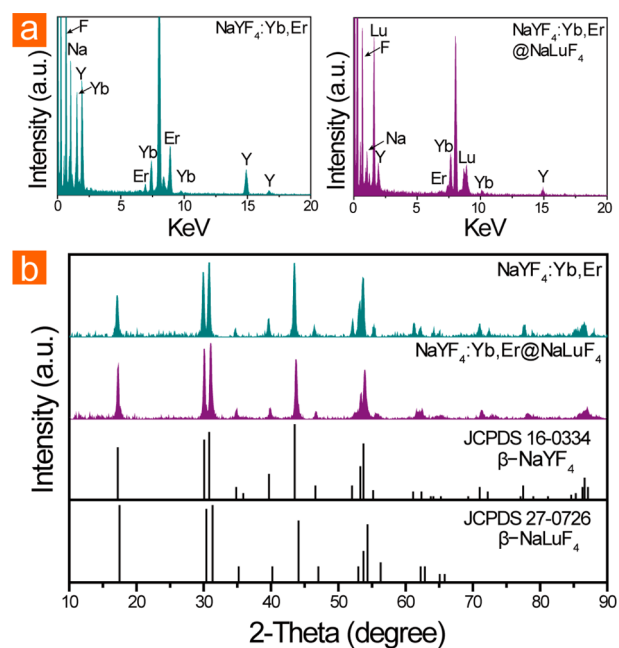 a
NaYF4:Yb,Er
F
Na
Y
Yb
Yb
Er
Er
Yb
Y
Y
Intensity (a.u.)
0 5 10 15 20
KeV
NaYF4:Yb,Er
@NaLuF4
Lu
F
Na
Y
Yb
Er
Lu
Yb
Y
Intensity (a.u.)
0 5 10 15 20
KeV
b
NaYF4:Yb,Er
NaYF4:Yb,Er@NaLuF4
JCPDS 16-0334
β-NaYF4
JCPDS 27-0726
β-NaLuF4
Intensity (a.u.)
10 20 30 40 50 60 70 80 90
2-Theta (degree)